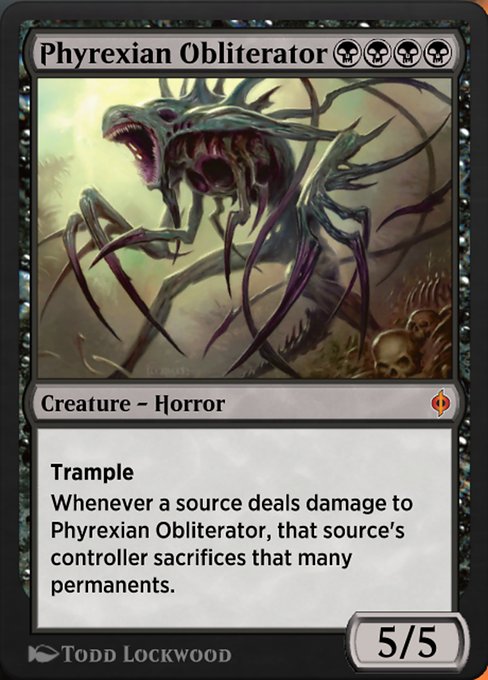 Phyrexian Obliterator
LOCKWOOD
Creature – Horror
Trample
Whenever a source deals damage to
Phyrexian Obliterator, that source's
controller sacrifices that many
permanents.
5/5
Todd Lockwood